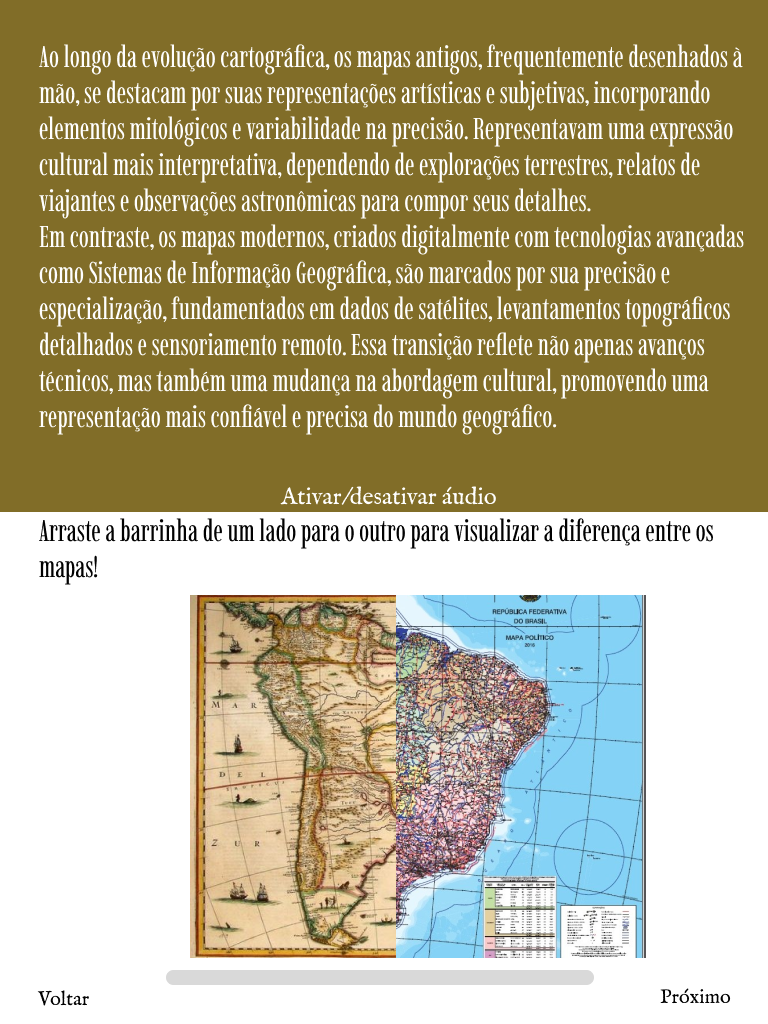 Ao longo da evolução cartográfica, os mapas antigos, frequentemente desenhados à
mão, se destacam por suas representações artísticas e subjetivas, incorporando
elementos mitológicos e variabilidade na precisão. Representavam uma expressão
cultural mais interpretativa, dependendo de explorações terrestres, relatos de
viajantes e observações astronômicas para compor seus detalhes.
Em contraste, os mapas modernos, criados digitalmente com tecnologias avançadas
como Sistemas de Informação Geográfica, são marcados por sua precisão e
especialização, fundamentados em dados de satélites, levantamentos topográficos
detalhados e sensoriamento remoto. Essa transição reflete não apenas avanços
técnicos, mas também uma mudança na abordagem cultural, promovendo uma
representação mais confiável e precisa do mundo geográfico.
Ativar/desativar áudio
Arraste a barrinha de um lado para o outro para visualizar a diferença entre os
mapas!
REPÚBLICA FEDERATIVA
DO BRASIL
MAPA POLÍTICO
MAR
DEL
ZUR
Voltar
Próximo